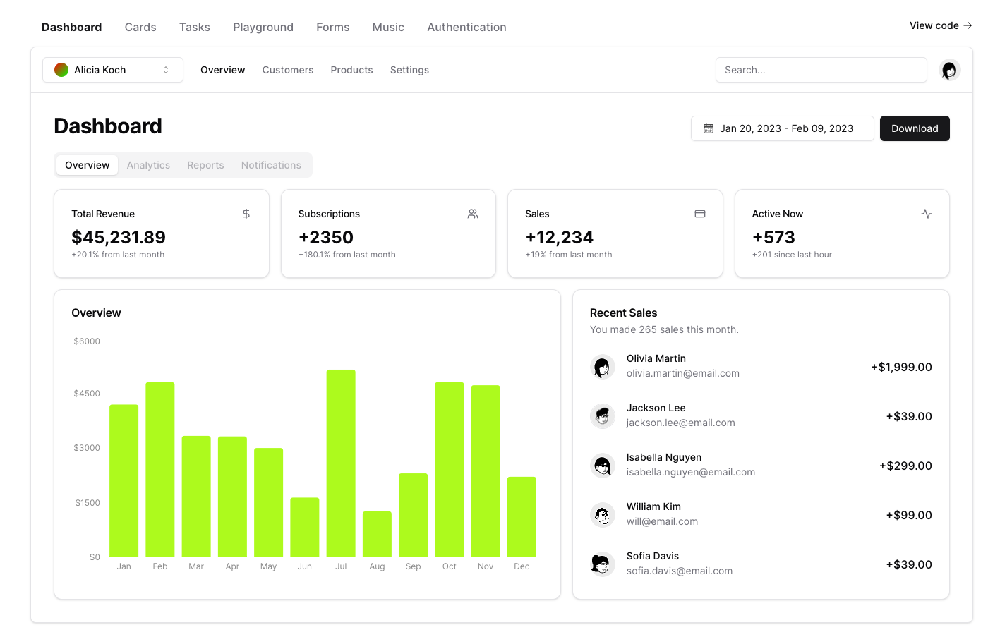 Dashboard Cards Tasks Playground Forms Music Authentication View code →
Alicia Koch Overview Customers Products Settings Search...
Dashboard
Jan 20, 2023 - Feb 09, 2023 Download
Overview Analytics Reports Notifications
Total Revenue
$45,231.89
+20.1% from last month
Subscriptions
+2350
+180.1% from last month
Sales
+12,234
+19% from last month
Active Now
+573
+201 since last hour
Overview
$6000
$4500
$3000
$1500
$0
Jan Feb Mar Apr May Jun Jul Aug Sep Oct Nov Dec
Recent Sales
You made 265 sales this month.
Olivia Martin
olivia.martin@email.com
+$1,999.00
Jackson Lee
jackson.lee@email.com
+$39.00
Isabella Nguyen
isabella.nguyen@email.com
+$299.00
William Kim
will@email.com
+$99.00
Sofia Davis
sofia.davis@email.com
+$39.00